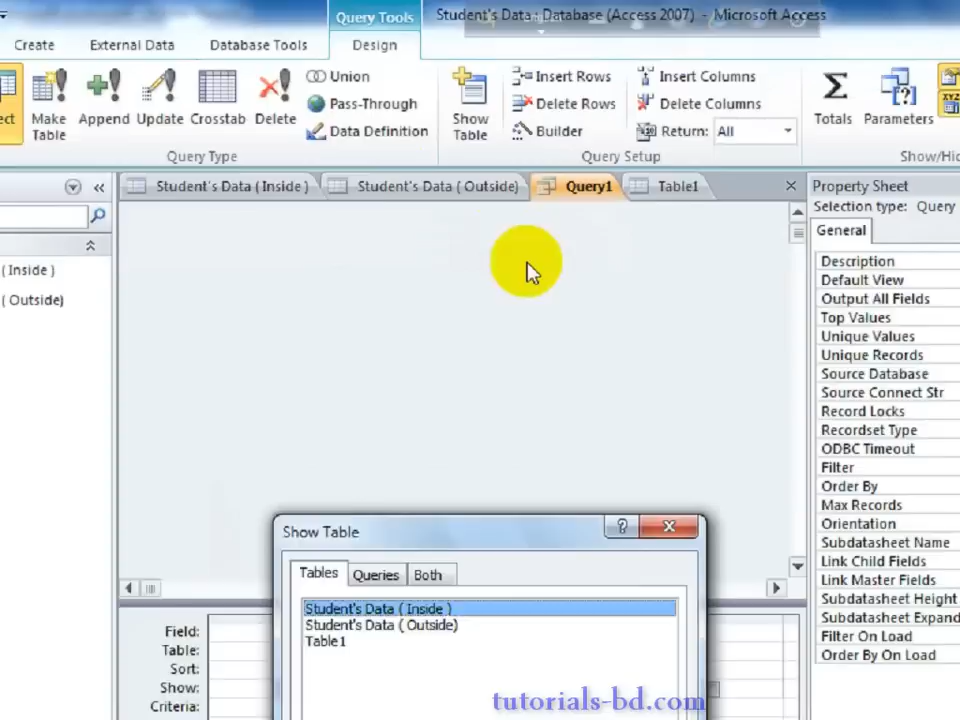 Query Tools
Student's Data : Database (Access 2007) - Microsoft Access
Create
External Data
Database Tools
Design
Make Table
Append
Update
Crosstab
Delete
Union
Pass-Through
Data Definition
Query Type
Show Table
Insert Rows
Delete Rows
Builder
Insert Columns
Delete Columns
Return: All
Query Setup
Totals
Parameters
XYZ
Show/Hi
Student's Data ( Inside )
Student's Data ( Outside)
Query1
Table1
( Inside )
( Outside)
Property Sheet
Selection type: Query
General
Description
Default View
Output All Fields
Top Values
Unique Values
Unique Records
Source Database
Source Connect Str
Record Locks
Recordset Type
ODBC Timeout
Filter
Order By
Max Records
Orientation
Subdatasheet Name
Link Child Fields
Link Master Fields
Subdatasheet Height
Subdatasheet Expand
Filter On Load
Order By On Load
Show Table
Tables
Queries
Both
Student's Data ( Inside )
Student's Data ( Outside)
Table1
Field:
Table:
Sort:
Show:
Criteria:
tutorials-bd.com